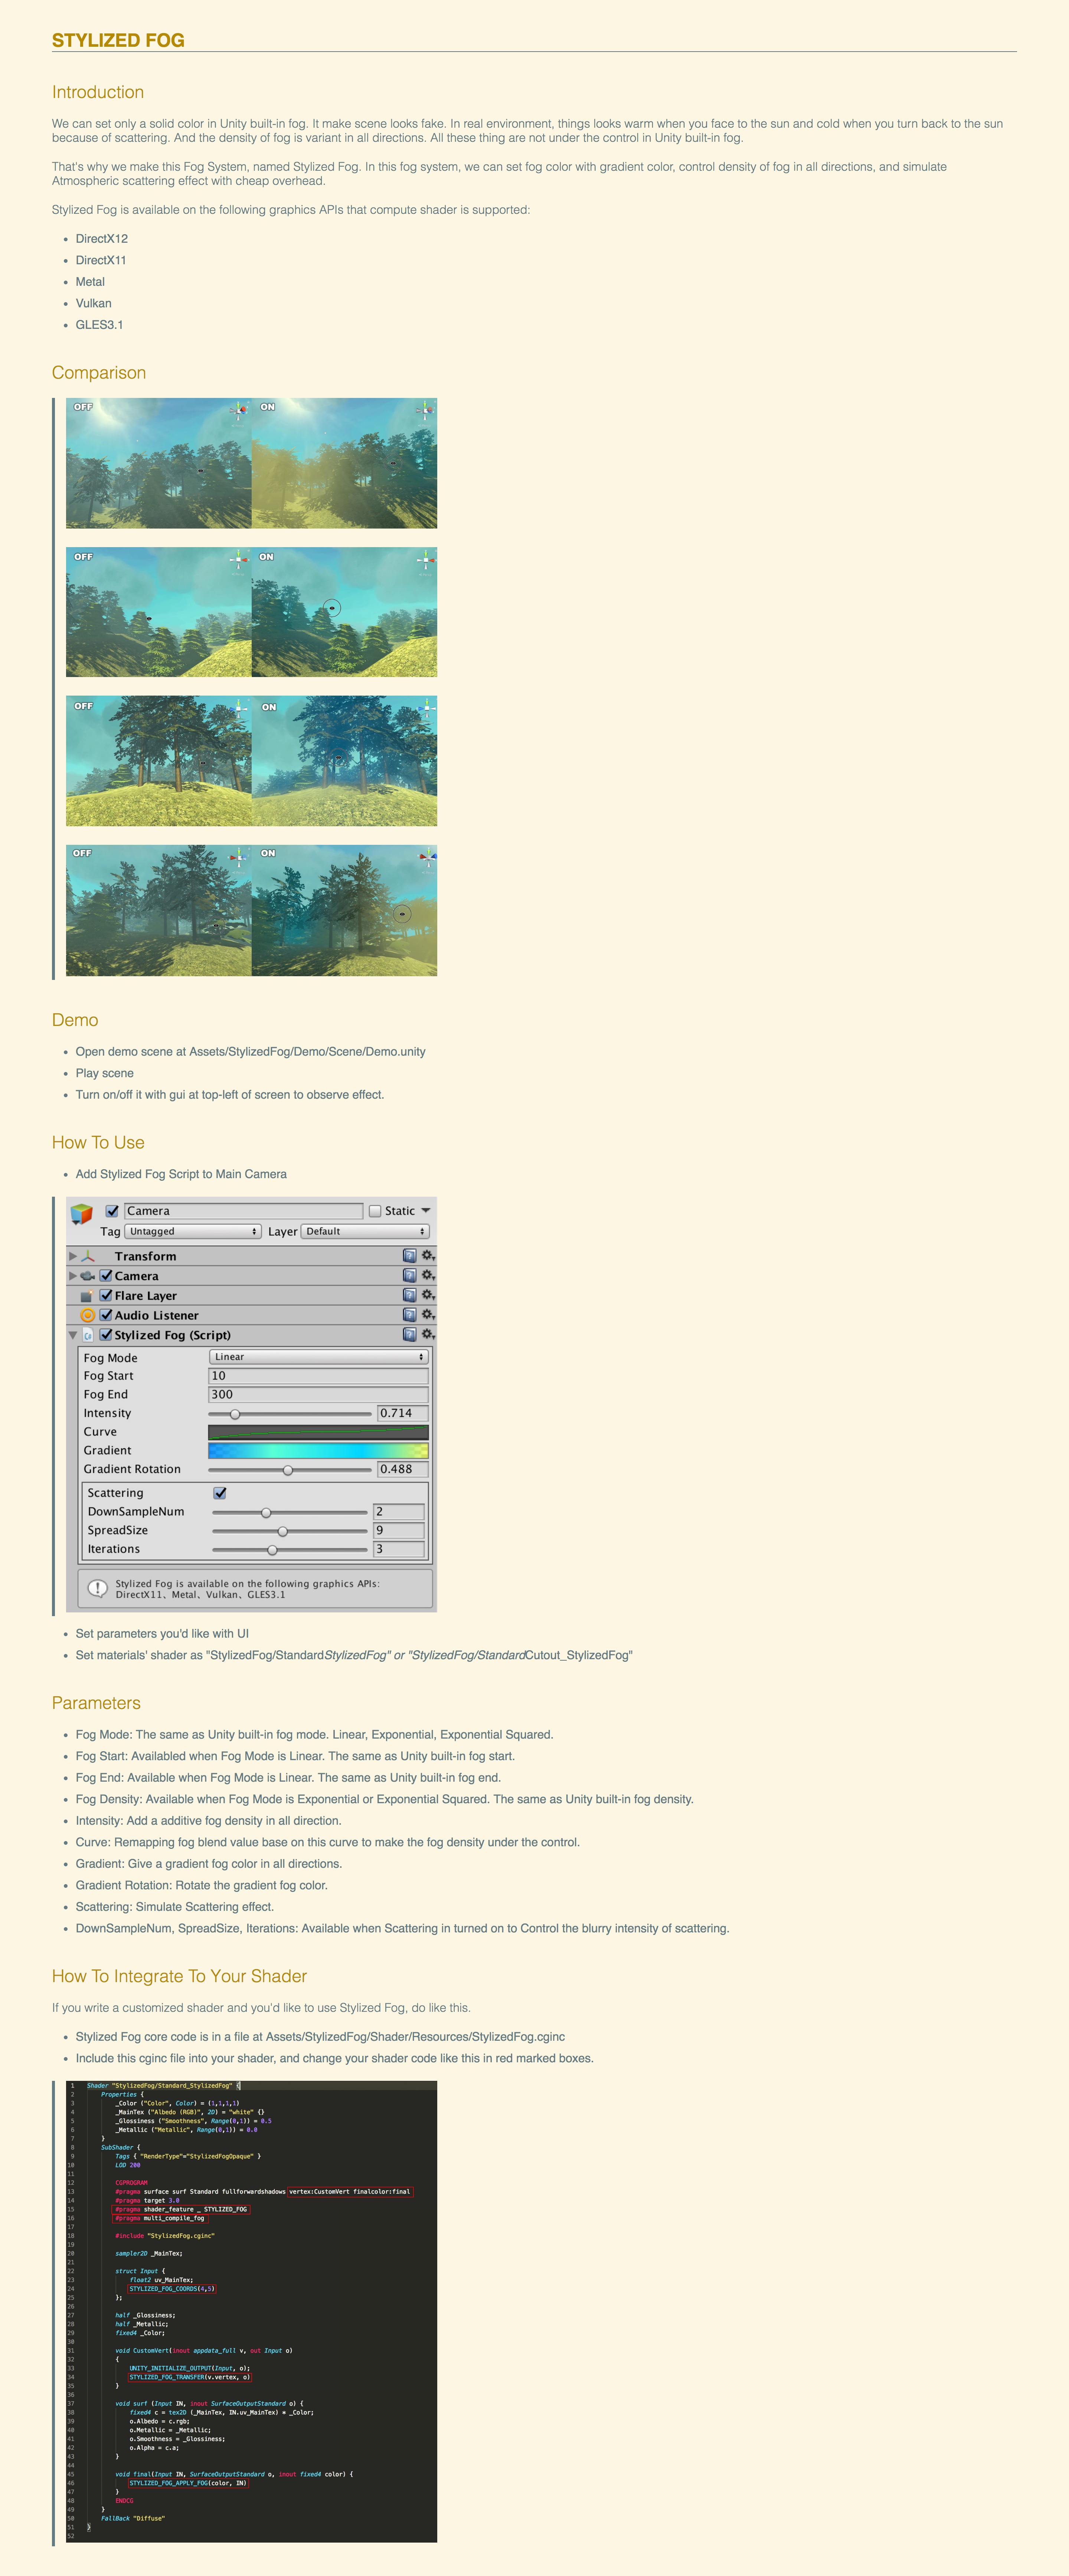 STYLIZED FOG
Introduction
We can set only a solid color in Unity built-in fog. It make scene looks fake. In real environment, things looks warm when you face to the sun and cold when you turn back to the sun
because of scattering. And the density of fog is variant in all directions. All these thing are not under the control in Unity built-in fog.
That's why we make this Fog System, named Stylized Fog. In this fog system, we can set fog color with gradient color, control density of fog in all directions, and simulate
Atmospheric scattering effect with cheap overhead.
Stylized Fog is available on the following graphics APIs that compute shader is supported:
• DirectX12
• DirectX11
• Metal
• Vulkan
• GLES3.1
Comparison
OFF ON
OFF ON
OFF ON
OFF ON
Demo
• Open demo scene at Assets/StylizedFog/Demo/Scene/Demo.unity
• Play scene
• Turn on/off it with gui at top-left of screen to observe effect.
How To Use
• Add Stylized Fog Script to Main Camera
Camera Static
Tag Untagged Layer Default
Transform
Camera
Flare Layer
Audio Listener
Stylized Fog (Script)
Fog Mode Linear
Fog Start 10
Fog End 300
Intensity 0.714
Curve
Gradient
Gradient Rotation 0.488
Scattering
DownSampleNum 2
SpreadSize 9
Iterations 3
Stylized Fog is available on the following graphics APIs:
DirectX11、Metal、Vulkan、GLES3.1
• Set parameters you'd like with UI
• Set materials' shader as "StylizedFog/StandardStylizedFog" or "StylizedFog/StandardCutout_StylizedFog"
Parameters
• Fog Mode: The same as Unity built-in fog mode. Linear, Exponential, Exponential Squared.
• Fog Start: Availabled when Fog Mode is Linear. The same as Unity built-in fog start.
• Fog End: Available when Fog Mode is Linear. The same as Unity built-in fog end.
• Fog Density: Available when Fog Mode is Exponential or Exponential Squared. The same as Unity built-in fog density.
• Intensity: Add a additive fog density in all direction.
• Curve: Remapping fog blend value base on this curve to make the fog density under the control.
• Gradient: Give a gradient fog color in all directions.
• Gradient Rotation: Rotate the gradient fog color.
• Scattering: Simulate Scattering effect.
• DownSampleNum, SpreadSize, Iterations: Available when Scattering in turned on to Control the blurry intensity of scattering.
How To Integrate To Your Shader
If you write a customized shader and you'd like to use Stylized Fog, do like this.
• Stylized Fog core code is in a file at Assets/StylizedFog/Shader/Resources/StylizedFog.cginc
• Include this cginc file into your shader, and change your shader code like this in red marked boxes.
1 Shader "StylizedFog/Standard_StylizedFog" {
2 Properties {
3 _Color ("Color", Color) = (1,1,1,1)
4 _MainTex ("Albedo (RGB)", 2D) = "white" {}
5 _Glossiness ("Smoothness", Range(0,1)) = 0.5
6 _Metallic ("Metallic", Range(0,1)) = 0.0
7 }
8 SubShader {
9 Tags { "RenderType"="StylizedFogOpaque" }
10 LOD 200
11
12 CGPROGRAM
13 #pragma surface surf Standard fullforwardshadows vertex:CustomVert finalcolor:final
14 #pragma target 3.0
15 #pragma shader_feature _ STYLIZED_FOG
16 #pragma multi_compile_fog
17
18 #include "StylizedFog.cginc"
19
20 sampler2D _MainTex;
21
22 struct Input {
23 float2 uv_MainTex;
24 STYLIZED_FOG_COORDS(4,5)
25 };
26
27 half _Glossiness;
28 half _Metallic;
29 fixed4 _Color;
30
31 void CustomVert(inout appdata_full v, out Input o)
32 {
33 UNITY_INITIALIZE_OUTPUT(Input, o);
34 STYLIZED_FOG_TRANSFER(v.vertex, o)
35 }
36
37 void surf (Input IN, inout SurfaceOutputStandard o) {
38 fixed4 c = tex2D (_MainTex, IN.uv_MainTex) * _Color;
39 o.Albedo = c.rgb;
40 o.Metallic = _Metallic;
41 o.Smoothness = _Glossiness;
42 o.Alpha = c.a;
43 }
44
45 void final(Input IN, SurfaceOutputStandard o, inout fixed4 color) {
46 STYLIZED_FOG_APPLY_FOG(color, IN)
47 }
48 ENDCG
49 }
50 FallBack "Diffuse"
51 }
52